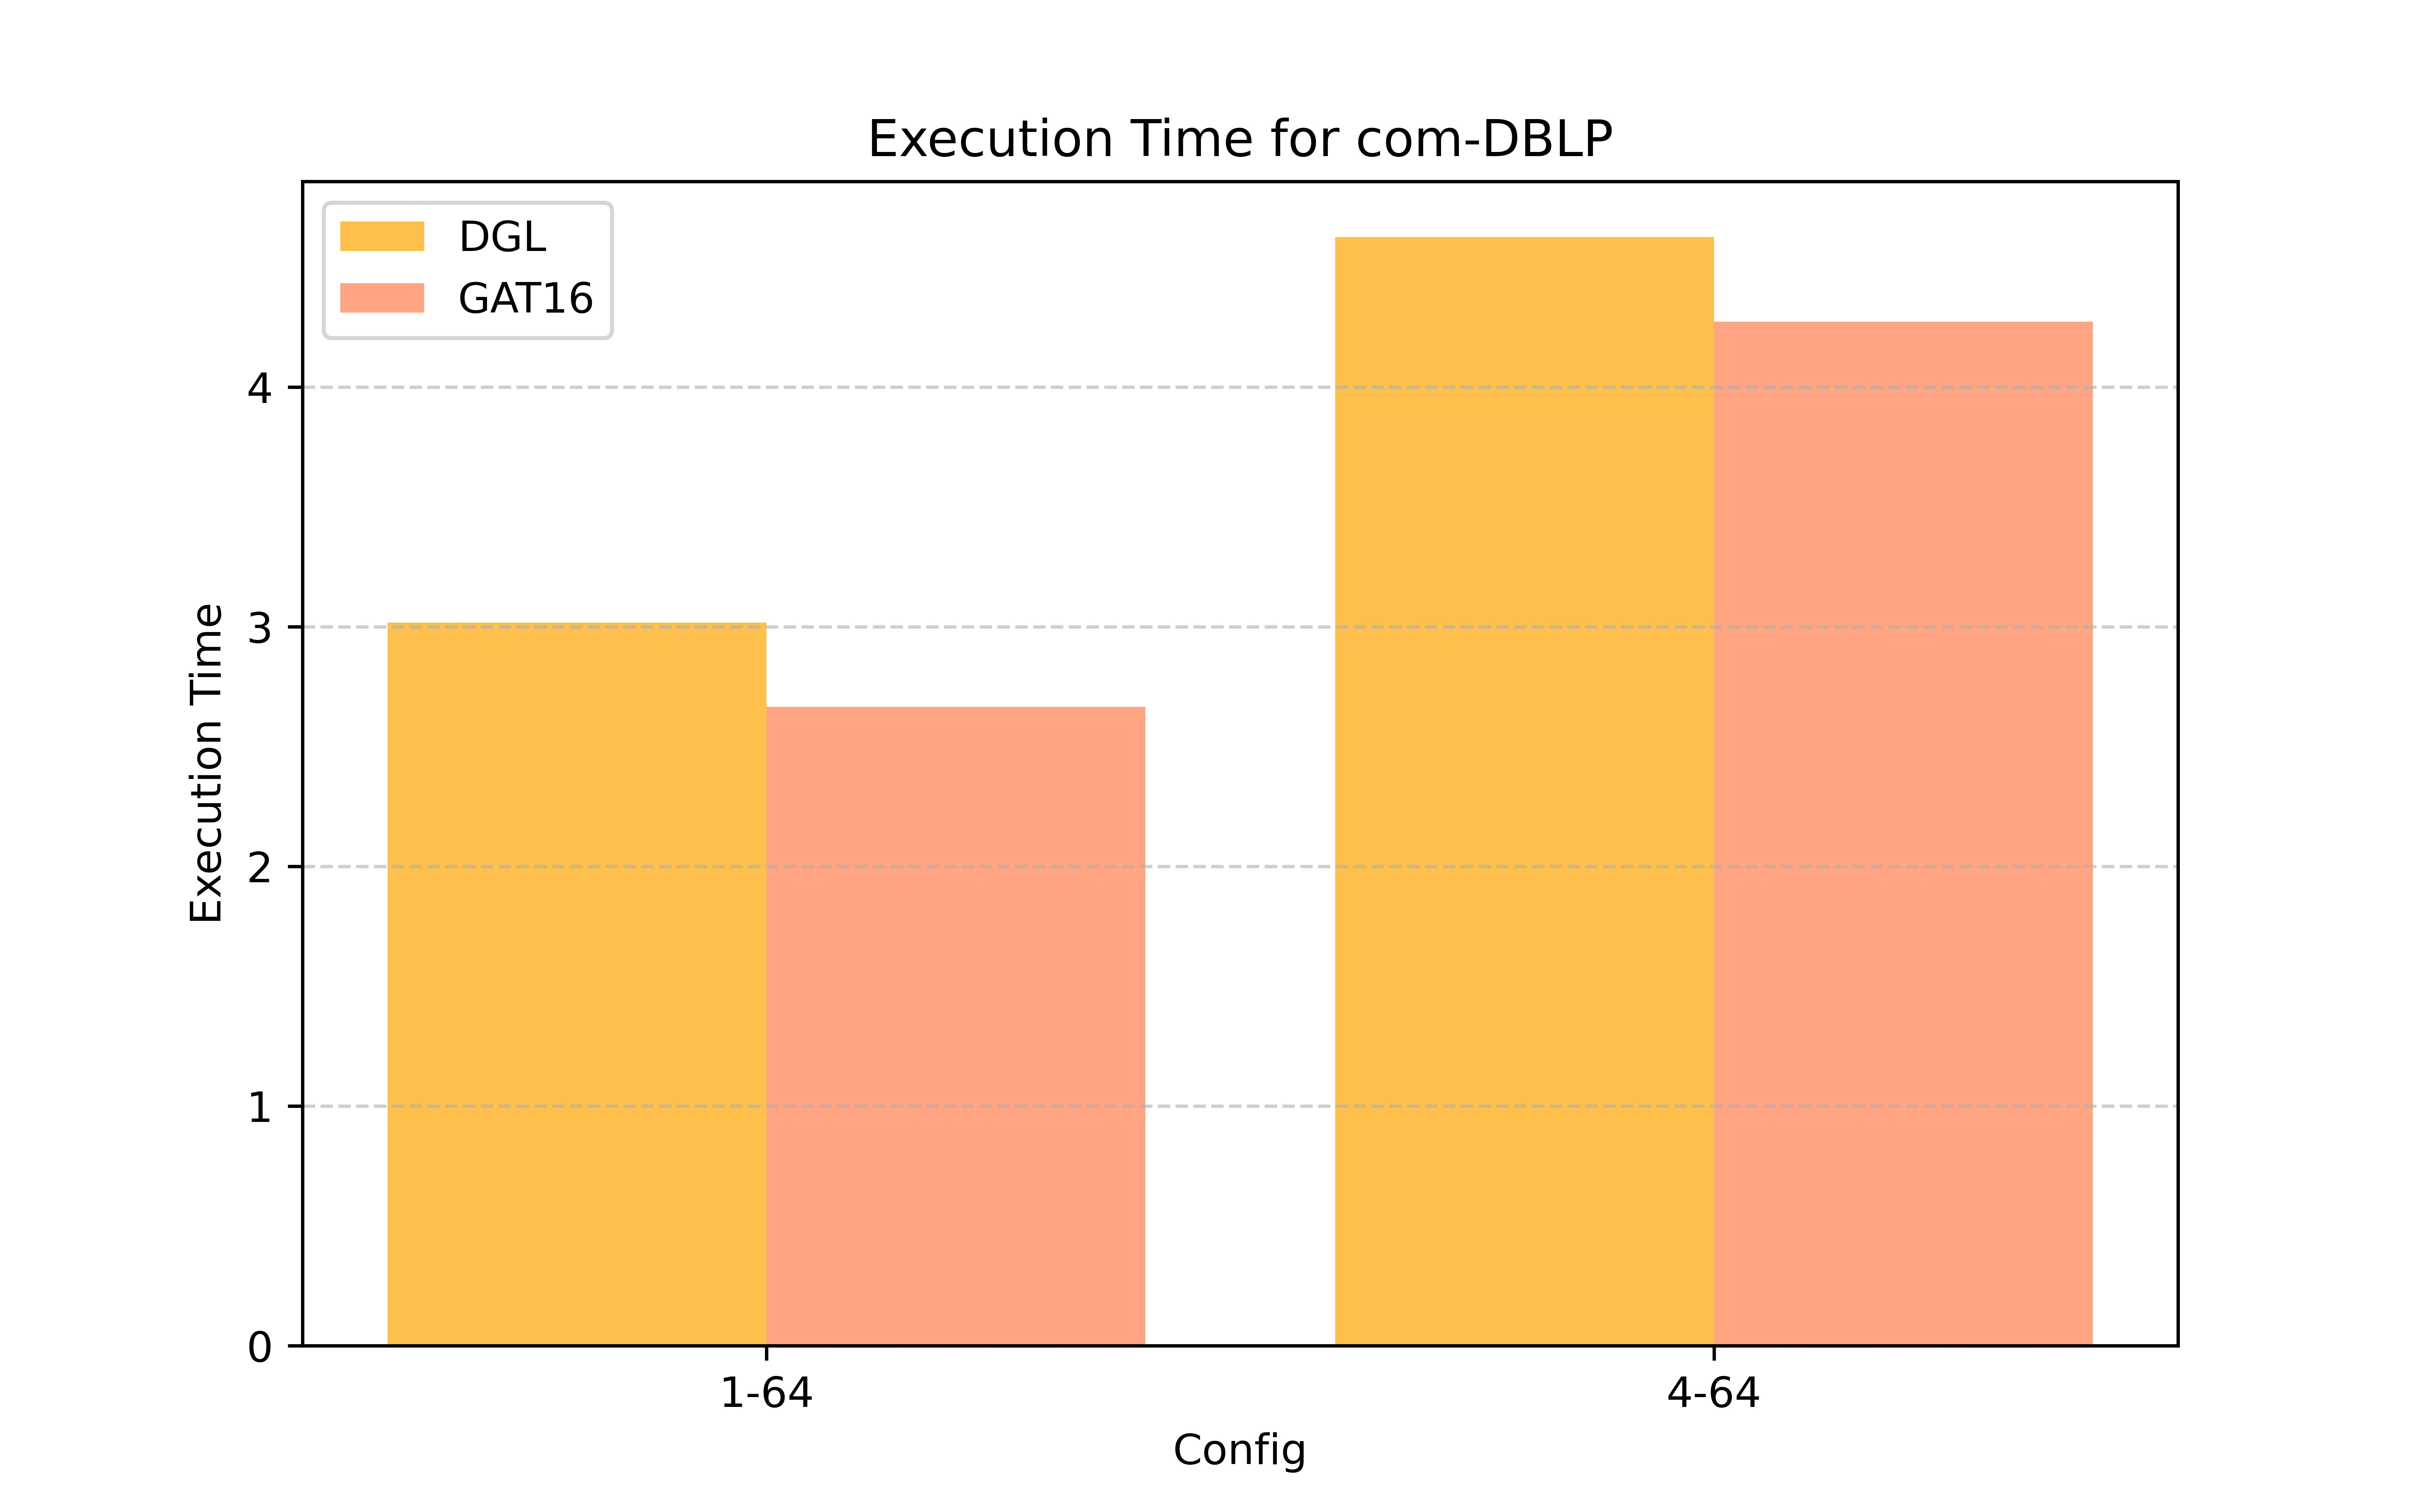 Execution Time for com-DBLP
DGL
GAT16
4
3
2
1
0
Execution Time
1-64
4-64
Config